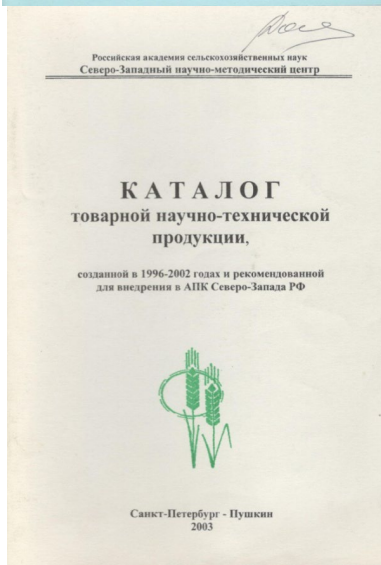 Российская академия сельскохозяйственных наук
Северо-Западный научно-методический центр
КАТАЛОГ
товарной научно-технической
продукции,
созданной в 1996-2002 годах и рекомендованной
для внедрения в АПК Северо-Запада РФ
Санкт-Петербург - Пушкин
2003